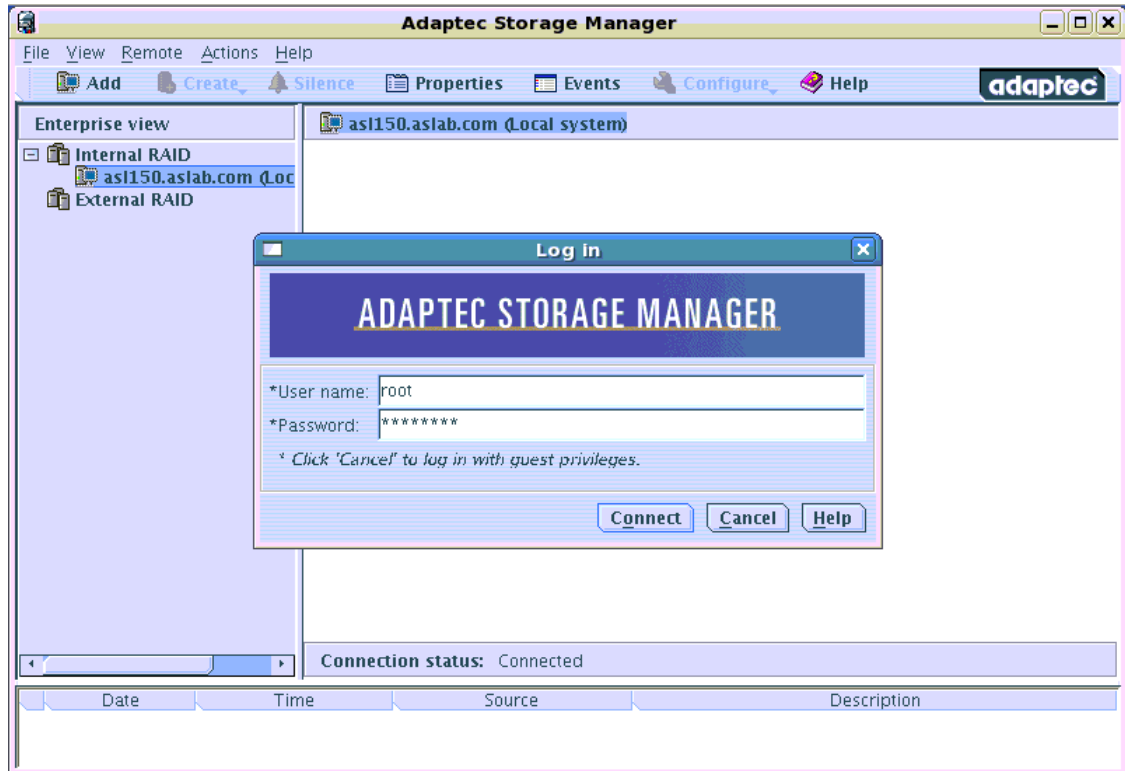 Adaptec Storage Manager
File View Remote Actions Help
Add Create Silence Properties Events Configure Help adaptec
Enterprise view
asl150.aslab.com (Local system)
Internal RAID
asl150.aslab.com (Loc
External RAID
Log in
ADAPTEC STORAGE MANAGER
*User name: root
*Password: ********
* Click 'Cancel' to log in with guest privileges.
Connect Cancel Help
Connection status: Connected
Date Time Source Description